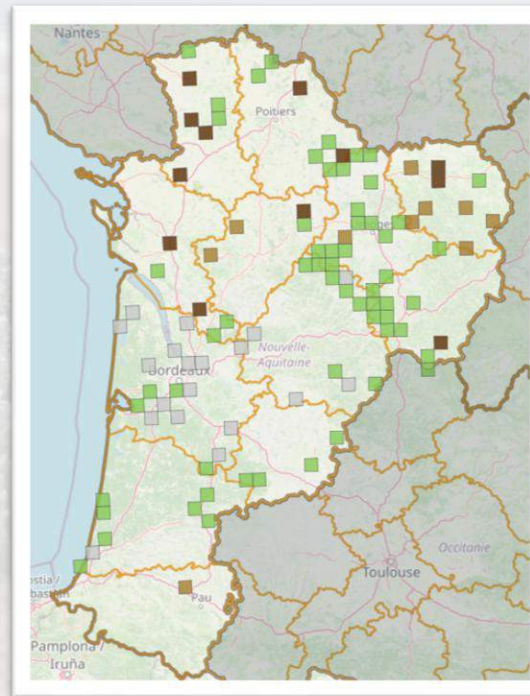 Nantes
Poitiers
Nouvelle-
Aquitaine
Bordeaux
Occitanie
Toulouse
Pau
Pamplona /
Iruña